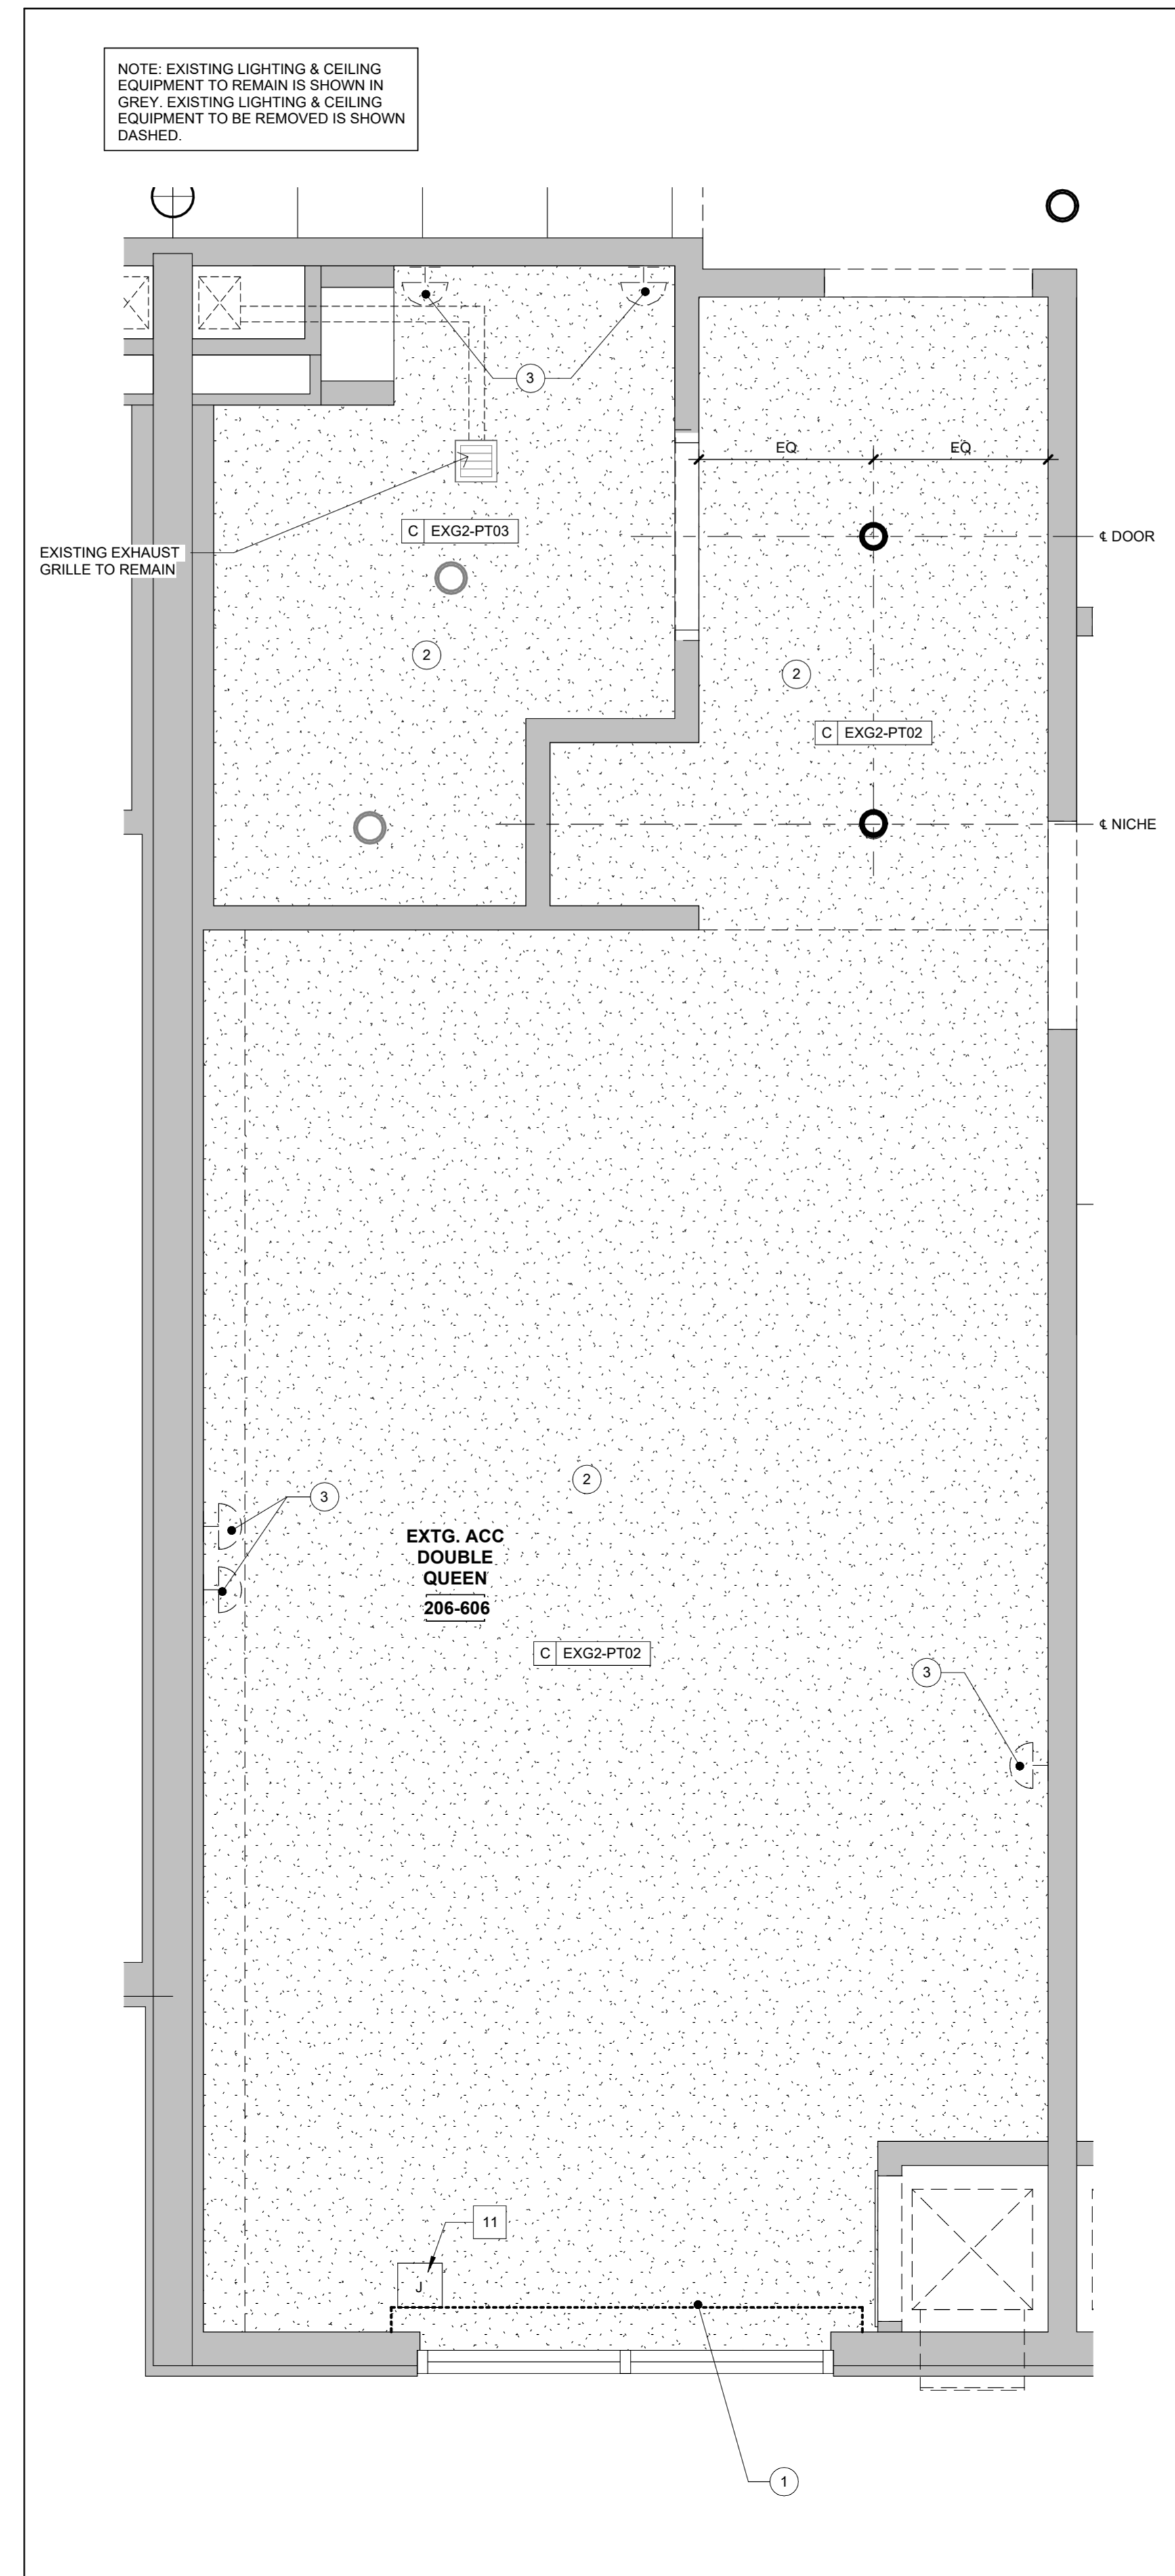 NOTE: EXISTING LIGHTING & CEILING
EQUIPMENT TO REMAIN IS SHOWN IN
GREY. EXISTING LIGHTING & CEILING
EQUIPMENT TO BE REMOVED IS SHOWN
DASHED.
3
EQ
EQ
C EXG2-PT03
℄ DOOR
EXISTING EXHAUST
GRILLE TO REMAIN
2
2
C EXG2-PT02
℄ NICHE
2
3
EXTG. ACC
DOUBLE
QUEEN
206-606
C EXG2-PT02
3
11
J
1